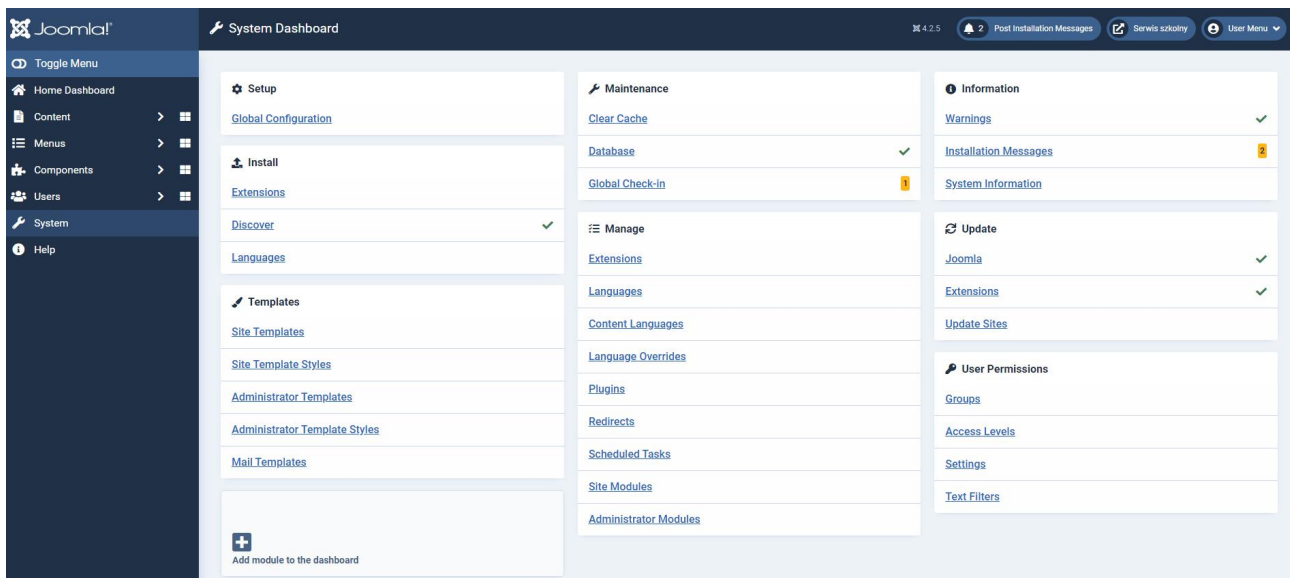 Joomla!®
System Dashboard
4.2.5
2 Post Installation Messages
Serwis szkolny
User Menu
Toggle Menu
Home Dashboard
Content
Menus
Components
Users
System
Help
Setup
Global Configuration
Install
Extensions
Discover
Languages
Templates
Site Templates
Site Template Styles
Administrator Templates
Administrator Template Styles
Mail Templates
Add module to the dashboard
Maintenance
Clear Cache
Database
Global Check-in 1
Manage
Extensions
Languages
Content Languages
Language Overrides
Plugins
Redirects
Scheduled Tasks
Site Modules
Administrator Modules
Information
Warnings
Installation Messages 2
System Information
Update
Joomla
Extensions
Update Sites
User Permissions
Groups
Access Levels
Settings
Text Filters